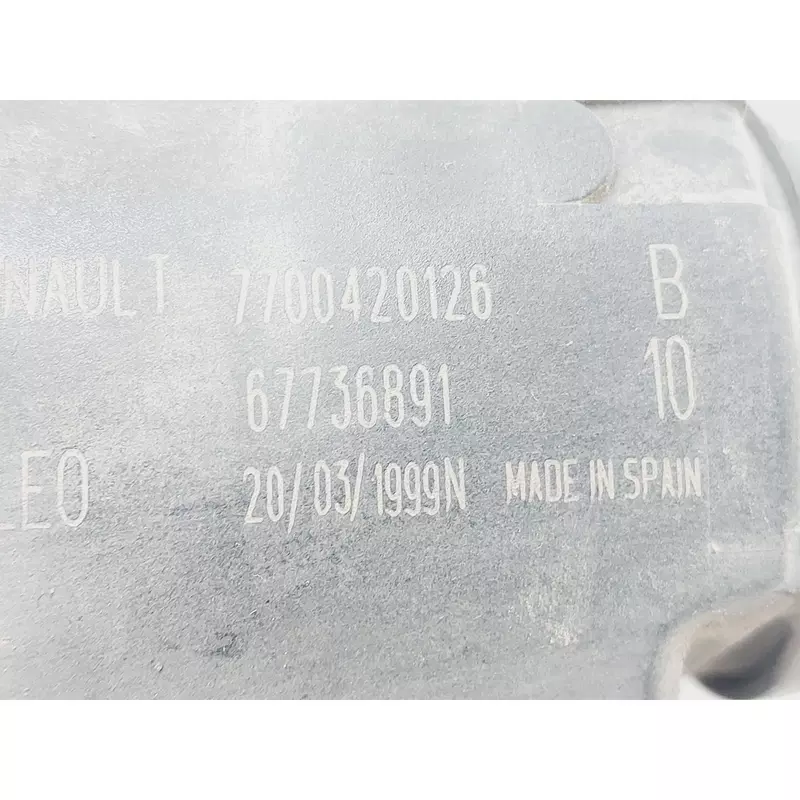 NAULT 7700420126 B
67736891 10
LEO 20/03/1999N MADE IN SPAIN